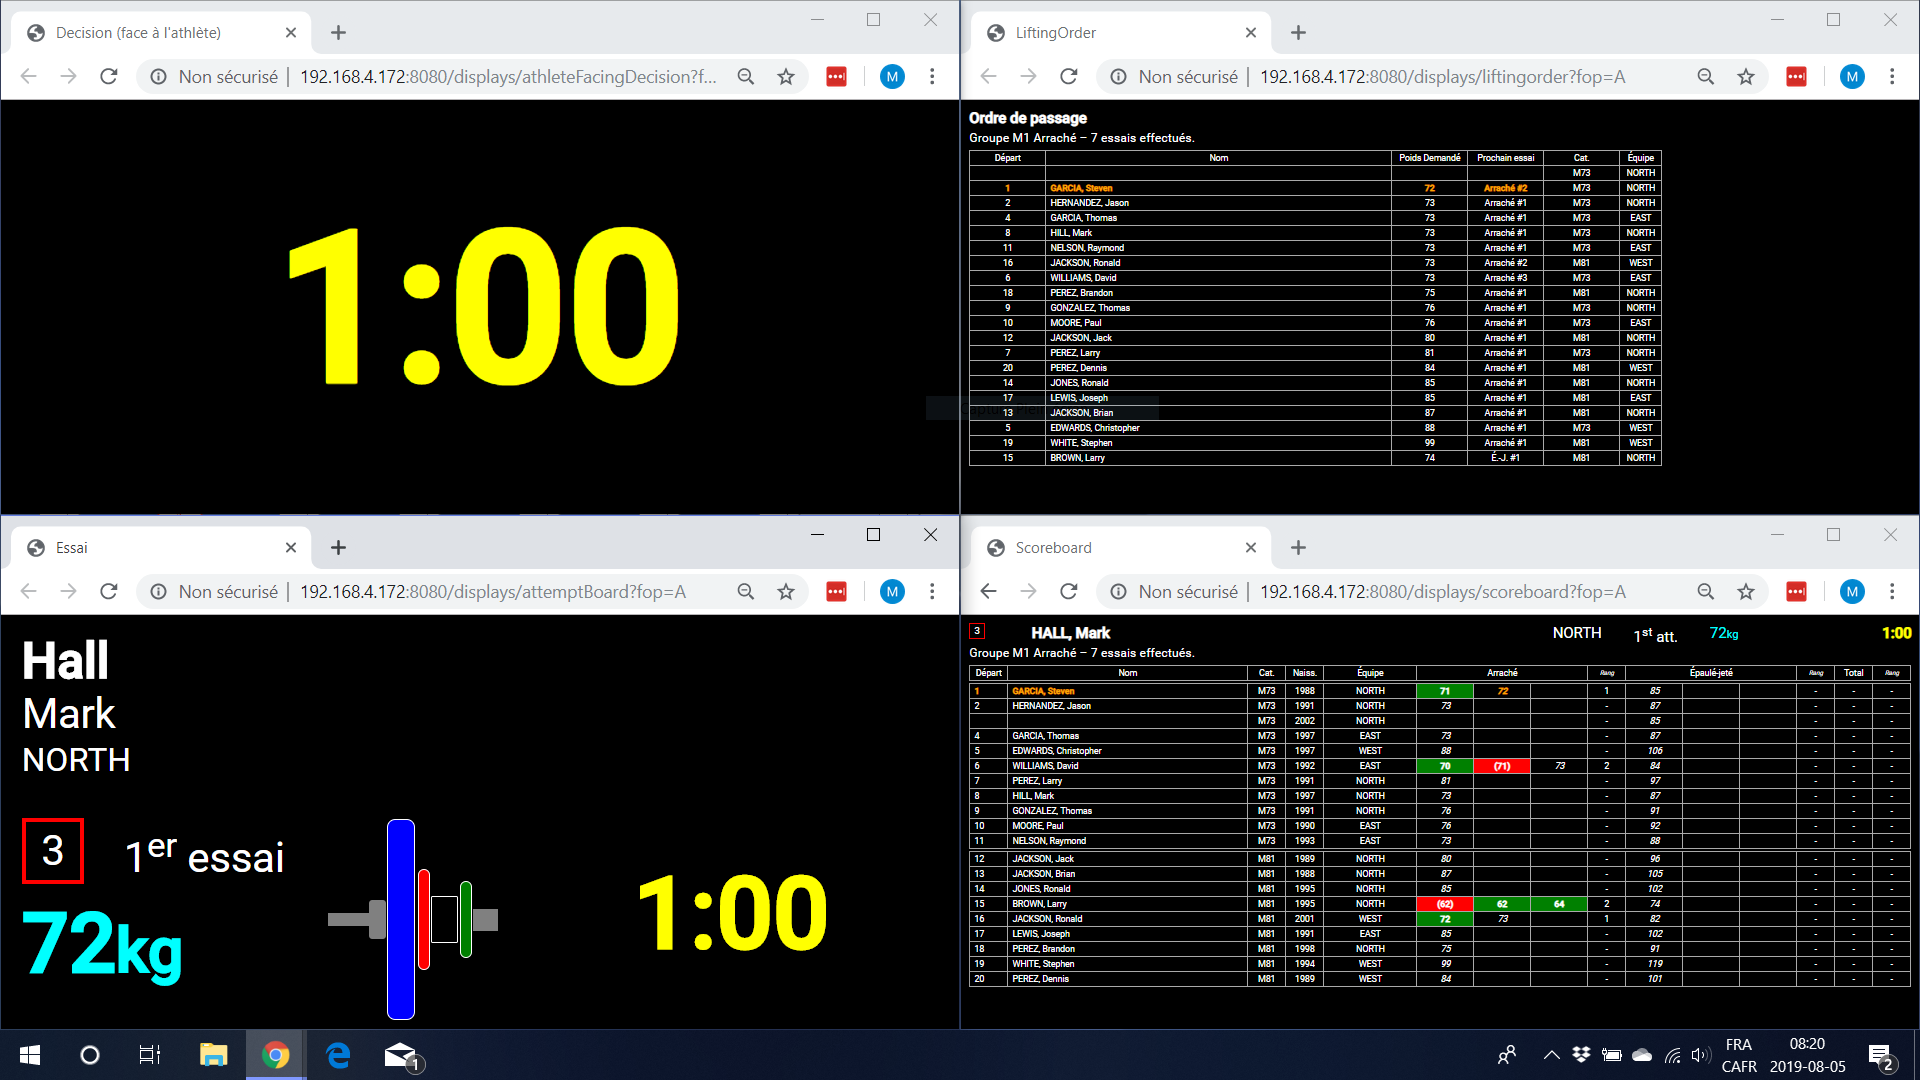 Decision (face à l'athlète)
Non sécurisé | 192.168.4.172:8080/displays/athleteFacingDecision?f...
M
1:00
LiftingOrder
Non sécurisé | 192.168.4.172:8080/displays/liftingorder?fop=A
M
Ordre de passage
Groupe M1 Arraché – 7 essais effectués.
Départ Nom Poids Demandé Prochain essai Cat. Équipe
M73 NORTH
1 GARCIA, Steven 72 Arraché #2 M73 NORTH
2 HERNANDEZ, Jason 73 Arraché #1 M73 NORTH
4 GARCIA, Thomas 73 Arraché #1 M73 EAST
8 HILL, Mark 73 Arraché #1 M73 NORTH
11 NELSON, Raymond 73 Arraché #1 M73 EAST
16 JACKSON, Ronald 73 Arraché #2 M81 WEST
6 WILLIAMS, David 73 Arraché #3 M73 EAST
18 PEREZ, Brandon 75 Arraché #1 M81 NORTH
9 GONZALEZ, Thomas 76 Arraché #1 M73 NORTH
10 MOORE, Paul 76 Arraché #1 M73 EAST
12 JACKSON, Jack 80 Arraché #1 M81 NORTH
7 PEREZ, Larry 81 Arraché #1 M73 NORTH
20 PEREZ, Dennis 84 Arraché #1 M81 WEST
14 JONES, Ronald 85 Arraché #1 M81 NORTH
17 LEWIS, Joseph 85 Arraché #1 M81 EAST
13 JACKSON, Brian 87 Arraché #1 M81 NORTH
5 EDWARDS, Christopher 88 Arraché #1 M73 WEST
19 WHITE, Stephen 99 Arraché #1 M81 WEST
15 BROWN, Larry 74 É.-J. #1 M81 NORTH
Essai
Non sécurisé | 192.168.4.172:8080/displays/attemptBoard?fop=A
M
Hall
Mark
NORTH
3 1er essai
72kg
1:00
Scoreboard
Non sécurisé | 192.168.4.172:8080/displays/scoreboard?fop=A
M
3 HALL, Mark NORTH 1st att. 72kg 1:00
Groupe M1 Arraché – 7 essais effectués.
Départ Nom Cat. Naiss. Équipe Arraché Rang Épaulé-jeté Rang Total Rang
1 GARCIA, Steven M73 1988 NORTH 71 72 1 85 - - -
2 HERNANDEZ, Jason M73 1991 NORTH 73 - 87 - - -
M73 2002 NORTH - 85 - - -
4 GARCIA, Thomas M73 1997 EAST 73 - 87 - - -
5 EDWARDS, Christopher M73 1997 WEST 88 - 106 - - -
6 WILLIAMS, David M73 1992 EAST 70 (71) 73 2 84 - - -
7 PEREZ, Larry M73 1991 NORTH 81 - 97 - - -
8 HILL, Mark M73 1997 NORTH 73 - 87 - - -
9 GONZALEZ, Thomas M73 1991 NORTH 76 - 91 - - -
10 MOORE, Paul M73 1990 EAST 76 - 92 - - -
11 NELSON, Raymond M73 1993 EAST 73 - 88 - - -
12 JACKSON, Jack M81 1989 NORTH 80 - 96 - - -
13 JACKSON, Brian M81 1988 NORTH 87 - 105 - - -
14 JONES, Ronald M81 1995 NORTH 85 - 102 - - -
15 BROWN, Larry M81 1995 NORTH (62) 62 64 2 74 - - -
16 JACKSON, Ronald M81 2001 WEST 72 73 1 82 - - -
17 LEWIS, Joseph M81 1991 EAST 85 - 102 - - -
18 PEREZ, Brandon M81 1998 NORTH 75 - 91 - - -
19 WHITE, Stephen M81 1994 WEST 99 - 119 - - -
20 PEREZ, Dennis M81 1989 WEST 84 - 101 - - -
1
FRA
CAFR
08:20
2019-08-05
2